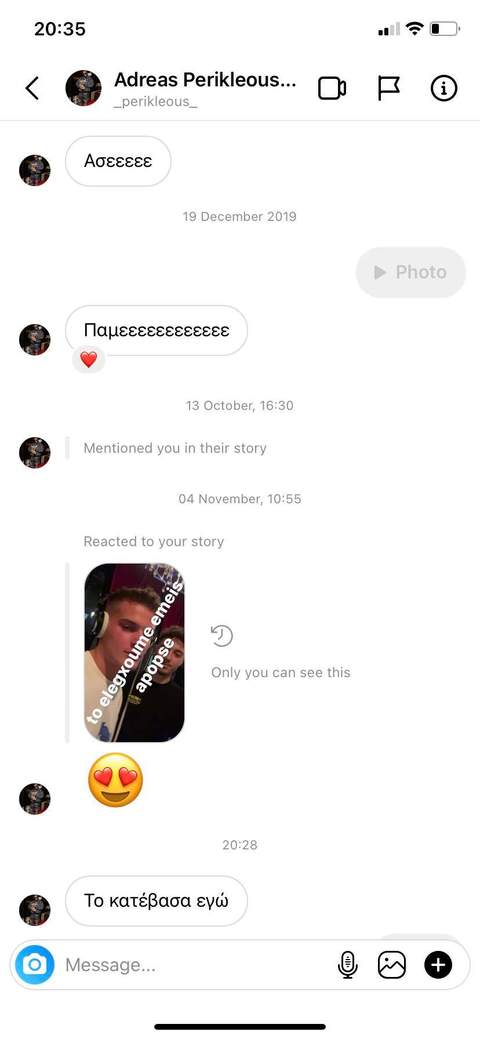 20:35
Adreas Perikleous...
_perikleous_
Ασεεεεε
19 December 2019
Photo
Παμεεεεεεεεεεεε
13 October, 16:30
Mentioned you in their story
04 November, 10:55
Reacted to your story
to elegxoume emeis
apopse
Only you can see this
20:28
Το κατέβασα εγώ
Message...